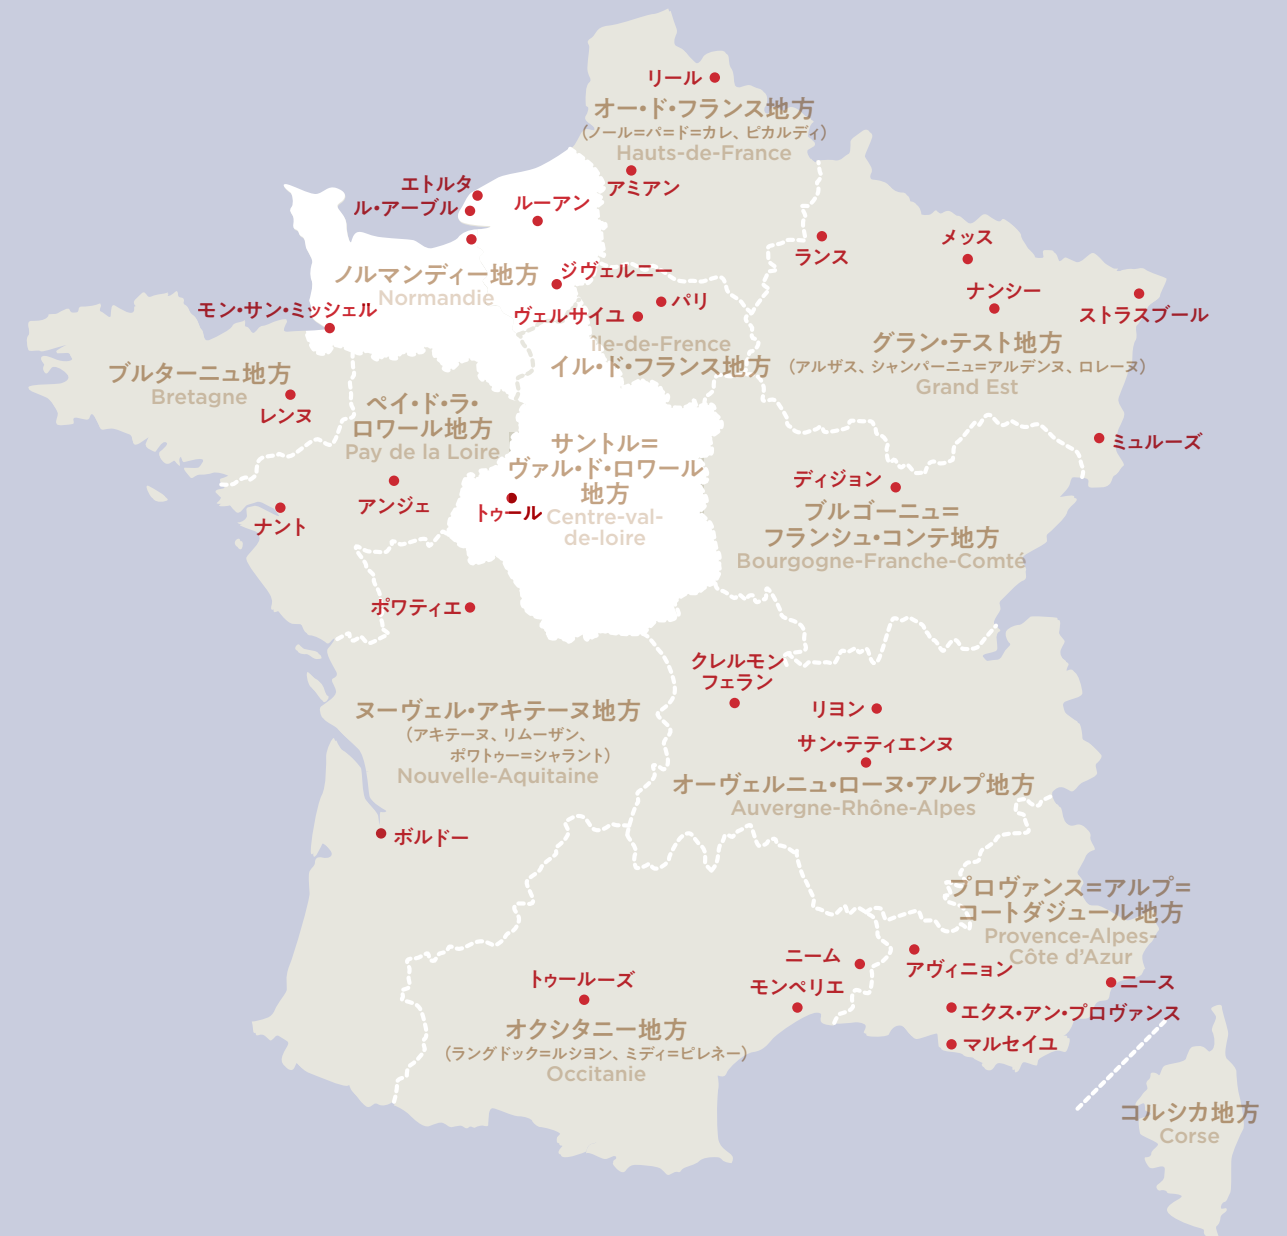 リール
オー・ド・フランス地方
(ノール=パ=ド=カレ、ピカルディ)
Hauts-de-France
アミアン
エトルタ
ル・アーブル
ルーアン
ノルマンディー地方
Normandie
ジヴェルニー
モン・サン・ミッシェル
パリ
ヴェルサイユ
île-de-Frence
イル・ド・フランス地方
ランス
メッス
ナンシー
ストラスブール
グラン・テスト地方
(アルザス、シャンパーニュ=アルデンヌ、ロレーヌ)
Grand Est
ミュルーズ
ブルターニュ地方
Bretagne
レンヌ
ペイ・ド・ラ・
ロワール地方
Pay de la Loire
アンジェ
ナント
サントル=
ヴァル・ド・ロワール
地方
Centre-val-
de-loire
トゥール
ディジョン
ブルゴーニュ=
フランシュ・コンテ地方
Bourgogne-Franche-Comté
ポワティエ
ヌーヴェル・アキテーヌ地方
(アキテーヌ、リムーザン、
ポワトゥー=シャラント)
Nouvelle-Aquitaine
ボルドー
クレルモン
フェラン
リヨン
サン・テティエンヌ
オーヴェルニュ・ローヌ・アルプ地方
Auvergne-Rhône-Alpes
プロヴァンス=アルプ=
コートダジュール地方
Provence-Alpes-
Côte d'Azur
ニーム
アヴィニョン
モンペリエ
ニース
エクス・アン・プロヴァンス
マルセイユ
トゥールーズ
オクシタニー地方
(ラングドック=ルシヨン、ミディ=ピレネー)
Occitanie
コルシカ地方
Corse